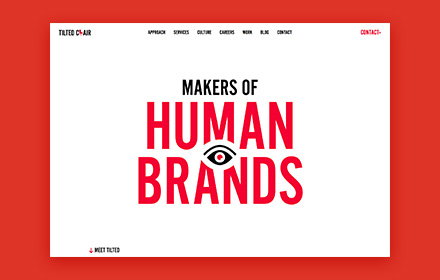 TILTED CHAIR
APPROACH SERVICES CULTURE CAREERS WORK BLOG CONTACT
CONTACT+
MAKERS OF
HUMAN
BRANDS
MEET TILTED